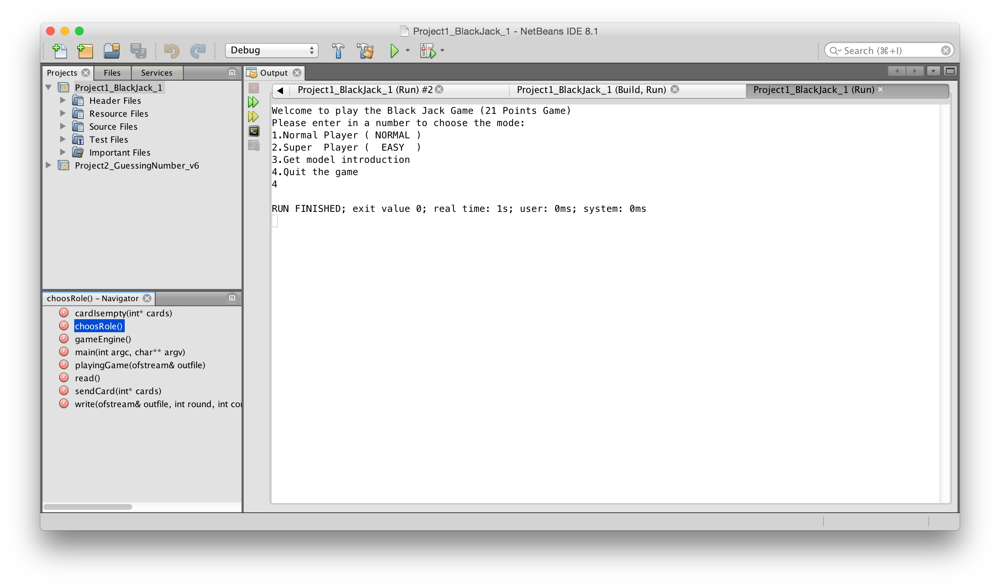 Project1_BlackJack_1 - NetBeans IDE 8.1
Debug
Search (⌘+I)
Projects
Files
Services
Project1_BlackJack_1
Header Files
Resource Files
Source Files
Test Files
Important Files
Project2_GuessingNumber_v6
choosRole() – Navigator
cardIsempty(int* cards)
choosRole()
gameEngine()
main(int argc, char** argv)
playingGame(ofstream& outfile)
read()
sendCard(int* cards)
write(ofstream& outfile, int round, int
Output
Project1_BlackJack_1 (Run) #2
Project1_BlackJack_1 (Build, Run)
Project1_BlackJack_1 (Run)
Welcome to play the Black Jack Game (21 Points Game)
Please enter in a number to choose the mode:
1.Normal Player ( NORMAL )
2.Super  Player (  EASY  )
3.Get model introduction
4.Quit the game
4
RUN FINISHED; exit value 0; real time: 1s; user: 0ms; system: 0ms